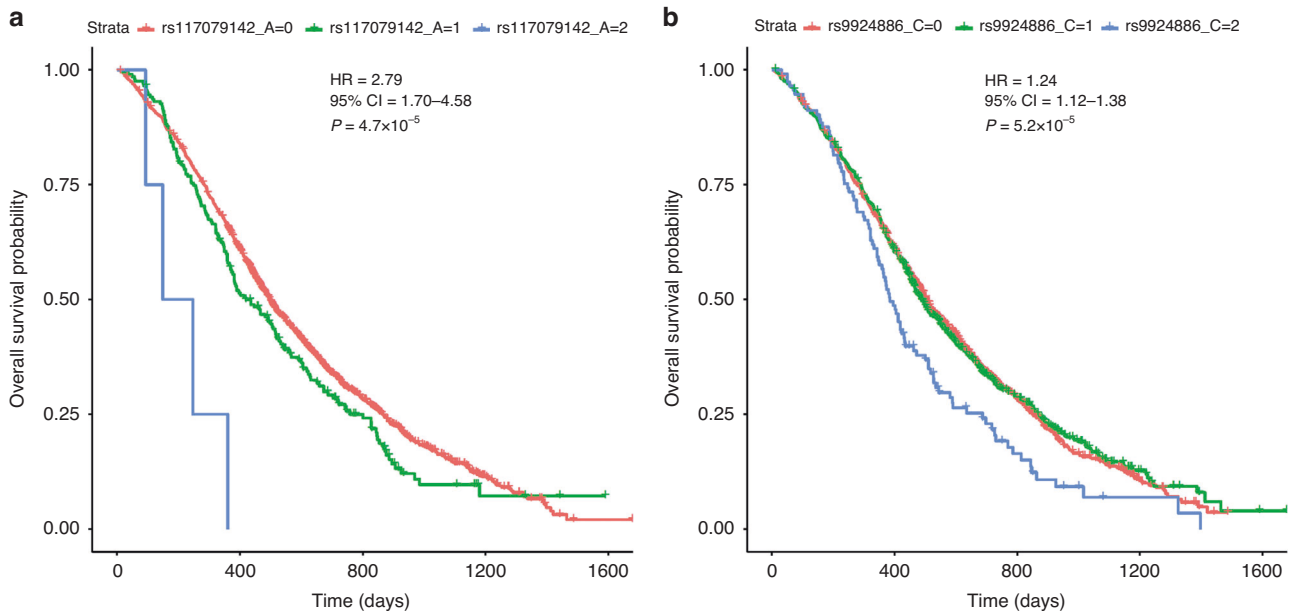 a
Strata rs117079142_A=0 rs117079142_A=1 rs117079142_A=2
HR = 2.79
95% CI = 1.70–4.58
P = 4.7×10⁻⁵
Overall survival probability
1.00
0.75
0.50
0.25
0.00
0 400 800 1200 1600
Time (days)
b
Strata rs9924886_C=0 rs9924886_C=1 rs9924886_C=2
HR = 1.24
95% CI = 1.12–1.38
P = 5.2×10⁻⁵
Overall survival probability
1.00
0.75
0.50
0.25
0.00
0 400 800 1200 1600
Time (days)